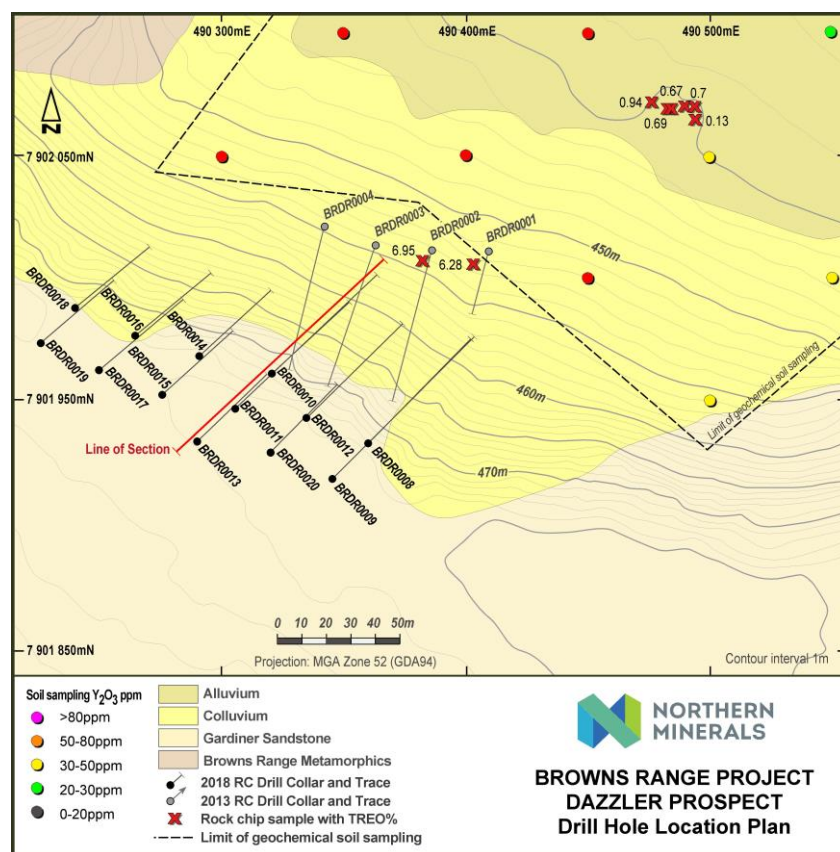 490 300mE
490 400mE
490 500mE
0.94
0.67
0.7
0.69
0.13
N
7 902 050mN
BRDR0004
BRDR0003
BRDR0002
BRDR0001
6.95
6.28
450m
BRDR0018
BRDR0016
BRDR0014
BRDR0019
BRDR0017
BRDR0015
BRDR0010
7 901 950mN
460m
BRDR0011
BRDR0012
Limit of geochemical soil sampling
Line of Section
BRDR0013
BRDR0020
BRDR0008
BRDR0009
470m
0 10 20 30 40 50m
7 901 850mN
Projection: MGA Zone 52 (GDA94)
Contour interval 1m
Soil sampling Y2O3 ppm
>80ppm
50-80ppm
30-50ppm
20-30ppm
0-20ppm
Alluvium
Colluvium
Gardiner Sandstone
Browns Range Metamorphics
2018 RC Drill Collar and Trace
2013 RC Drill Collar and Trace
Rock chip sample with TREO%
Limit of geochemical soil sampling
NORTHERN
MINERALS
BROWNS RANGE PROJECT
DAZZLER PROSPECT
Drill Hole Location Plan